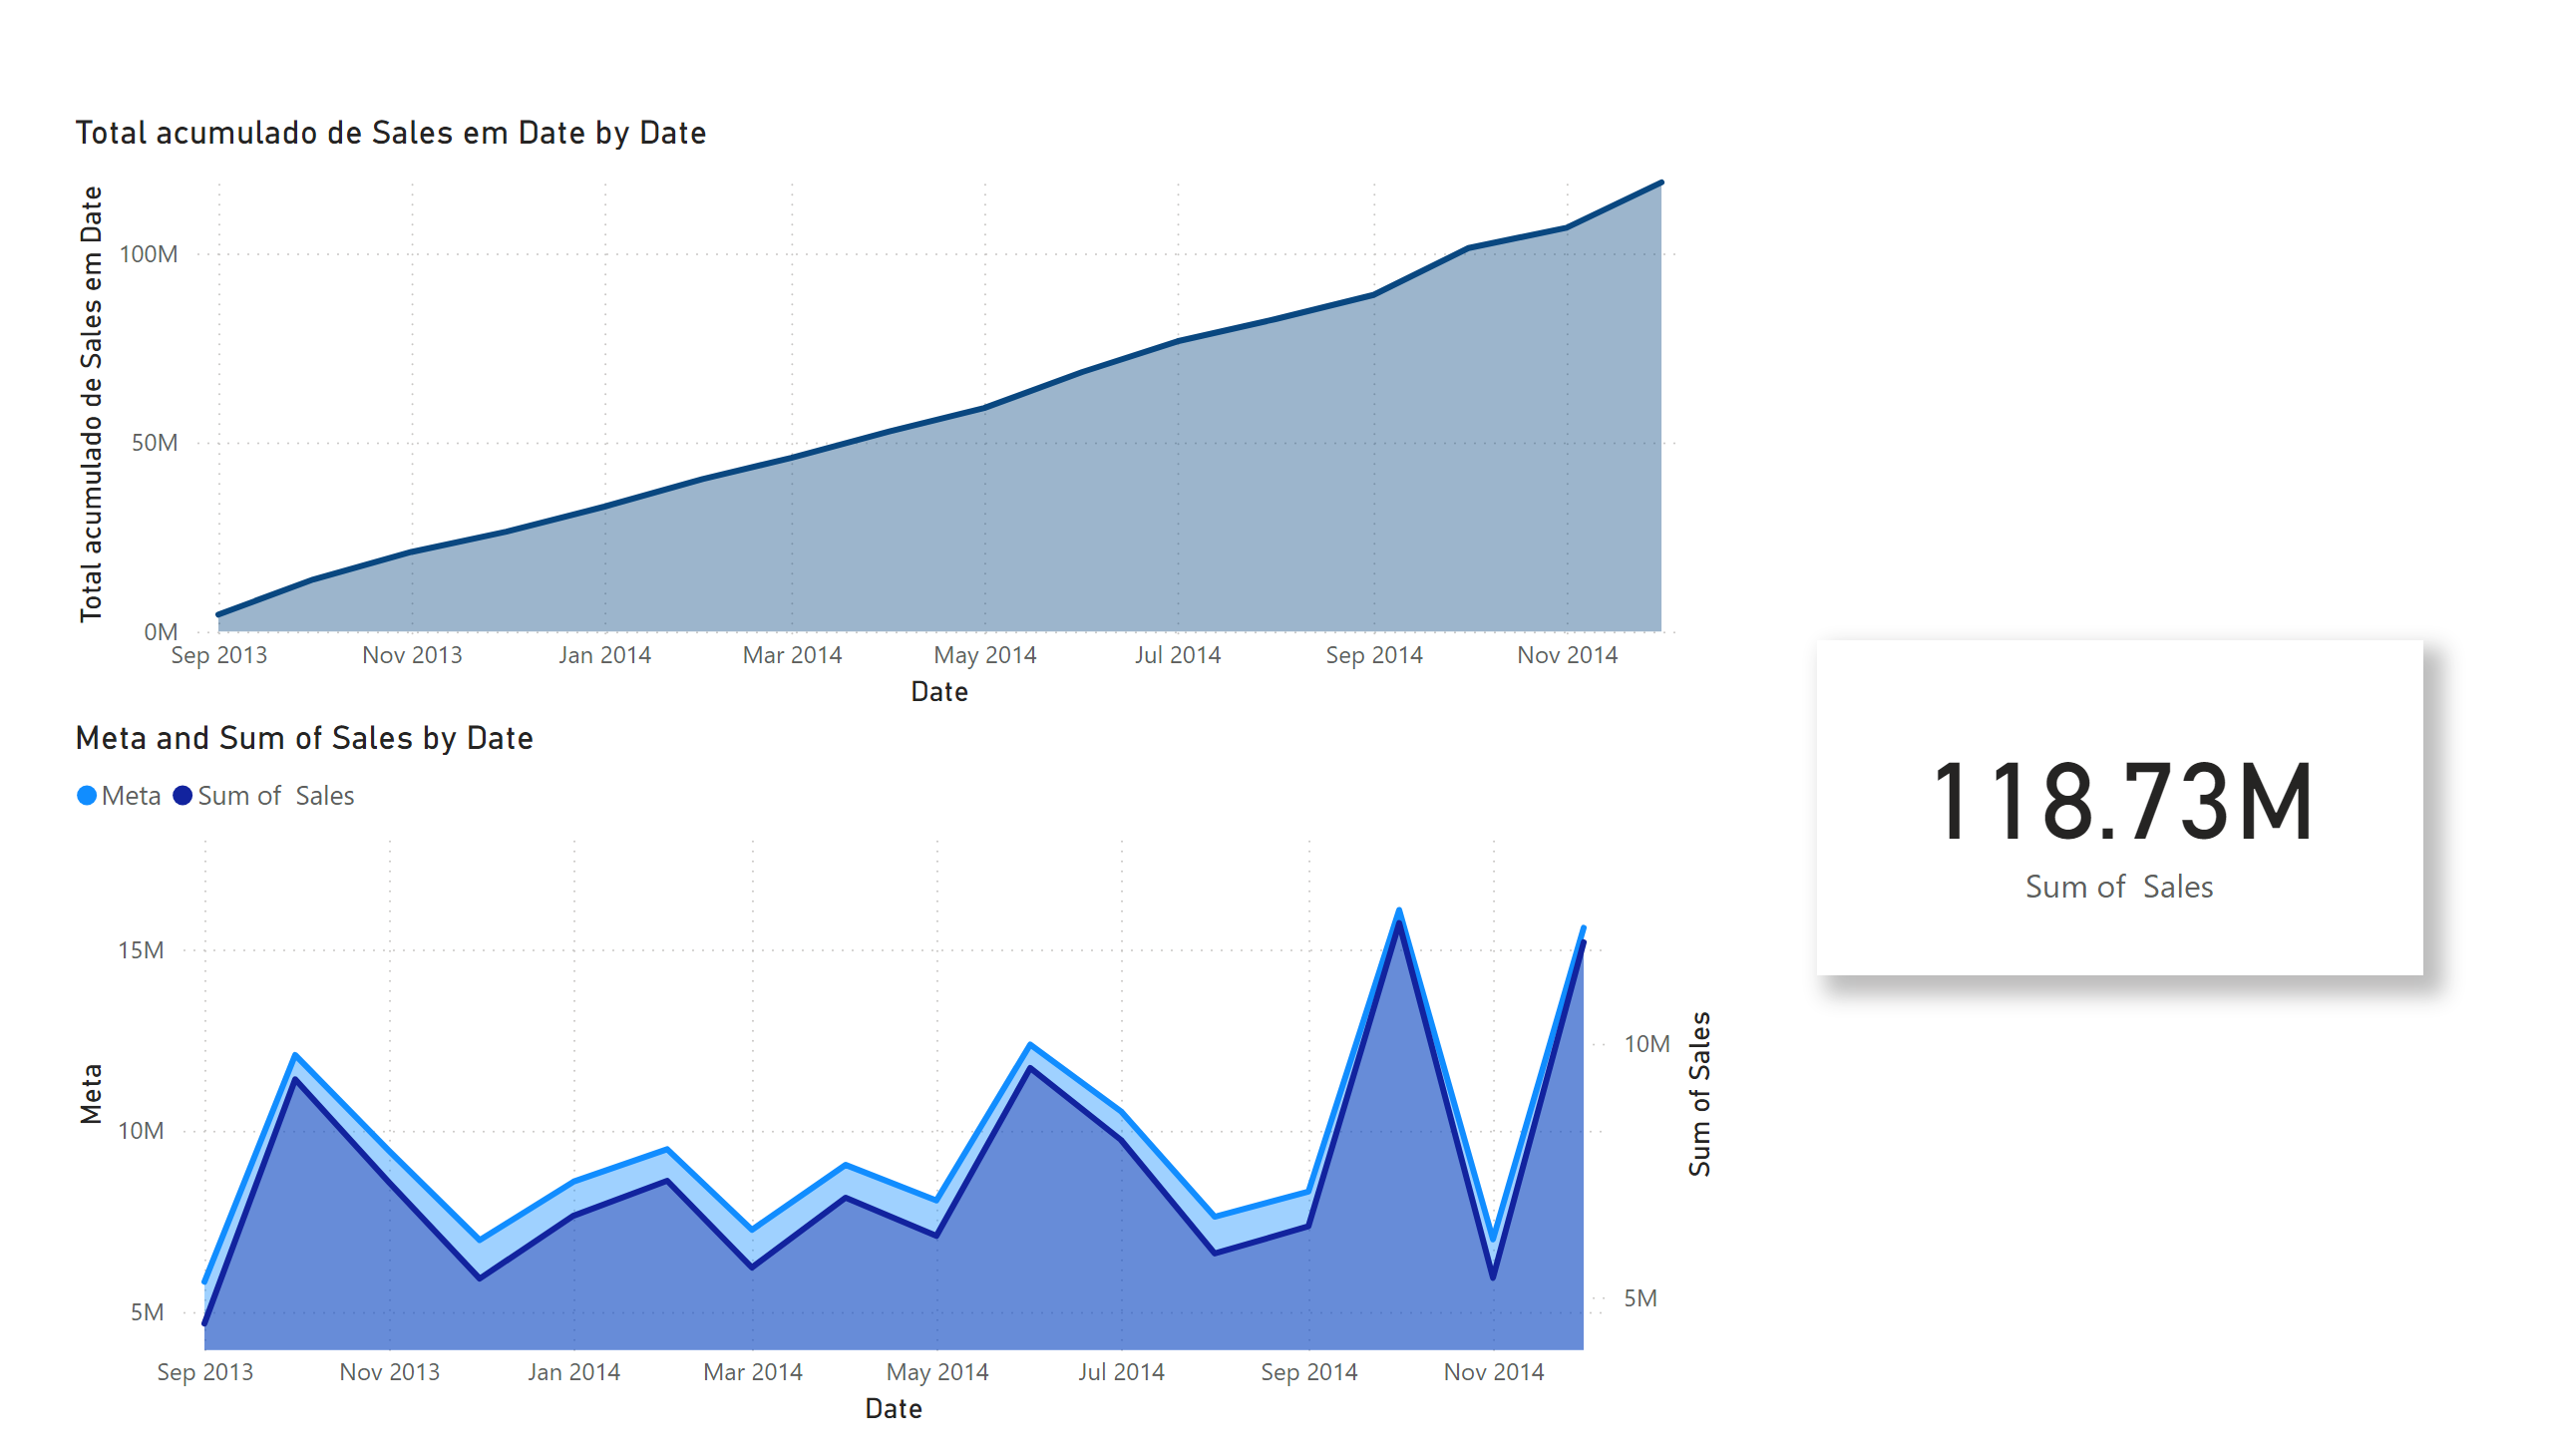 Total acumulado de Sales em Date by Date
Total acumulado de Sales em Date
100M
50M
0M
Sep 2013 Nov 2013 Jan 2014 Mar 2014 May 2014 Jul 2014 Sep 2014 Nov 2014
Date
Meta and Sum of Sales by Date
Meta Sum of  Sales
Meta
15M
10M
5M
10M
5M
Sum of Sales
Sep 2013 Nov 2013 Jan 2014 Mar 2014 May 2014 Jul 2014 Sep 2014 Nov 2014
Date
118.73M
Sum of  Sales